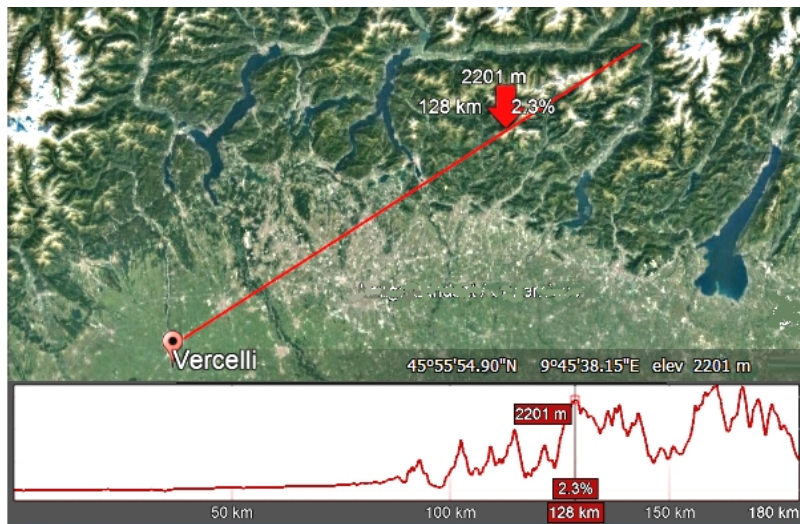 2201 m
128 km 2,3%
Vercelli
45°55'54.90"N 9°45'38.15"E elev 2201 m
2201 m
2.3%
50 km 100 km 128 km 150 km 180 km